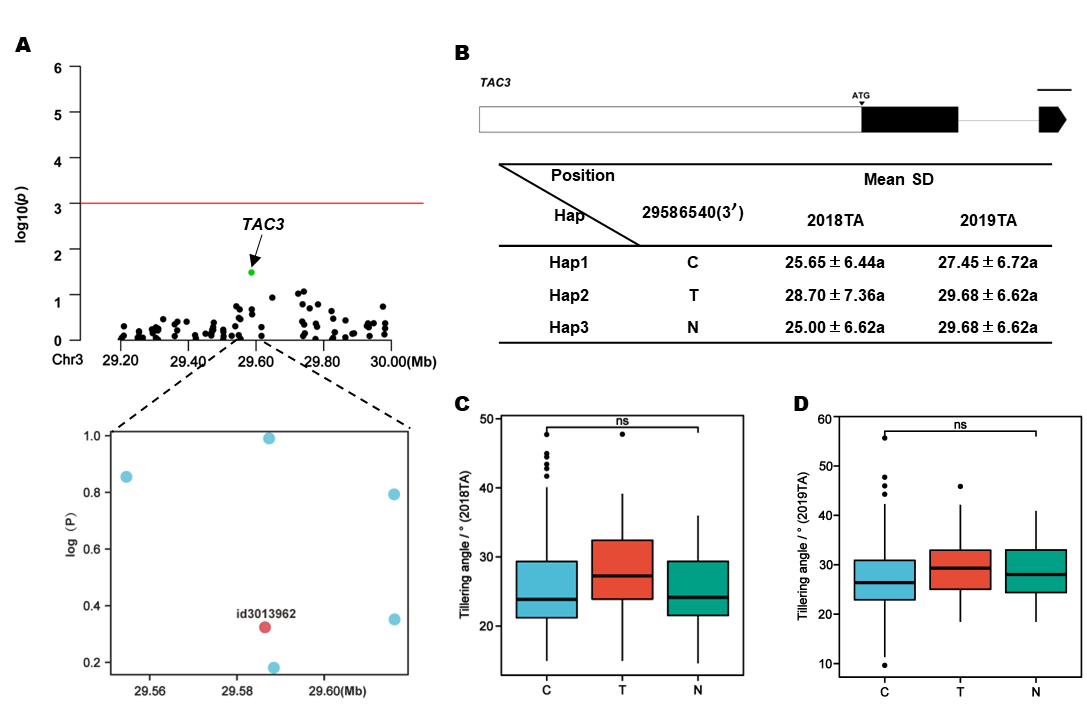 A
6
5
4
3
2
1
0
log10(p)
TAC3
Chr3
29.20
29.40
29.60
29.80
30.00(Mb)
1.0
0.8
0.6
0.4
0.2
log（P）
id3013962
29.56
29.58
29.60(Mb)
B
TAC3
ATG
Position
Hap
29586540(3′)
Mean SD
2018TA
2019TA
Hap1 C 25.65±6.44a 27.45±6.72a
Hap2 T 28.70±7.36a 29.68±6.62a
Hap3 N 25.00±6.62a 29.68±6.62a
C
50
40
30
20
Tillering angle / ° (2018TA)
ns
C T N
D
60
50
40
30
20
10
Tillering angle / ° (2019TA)
ns
C T N